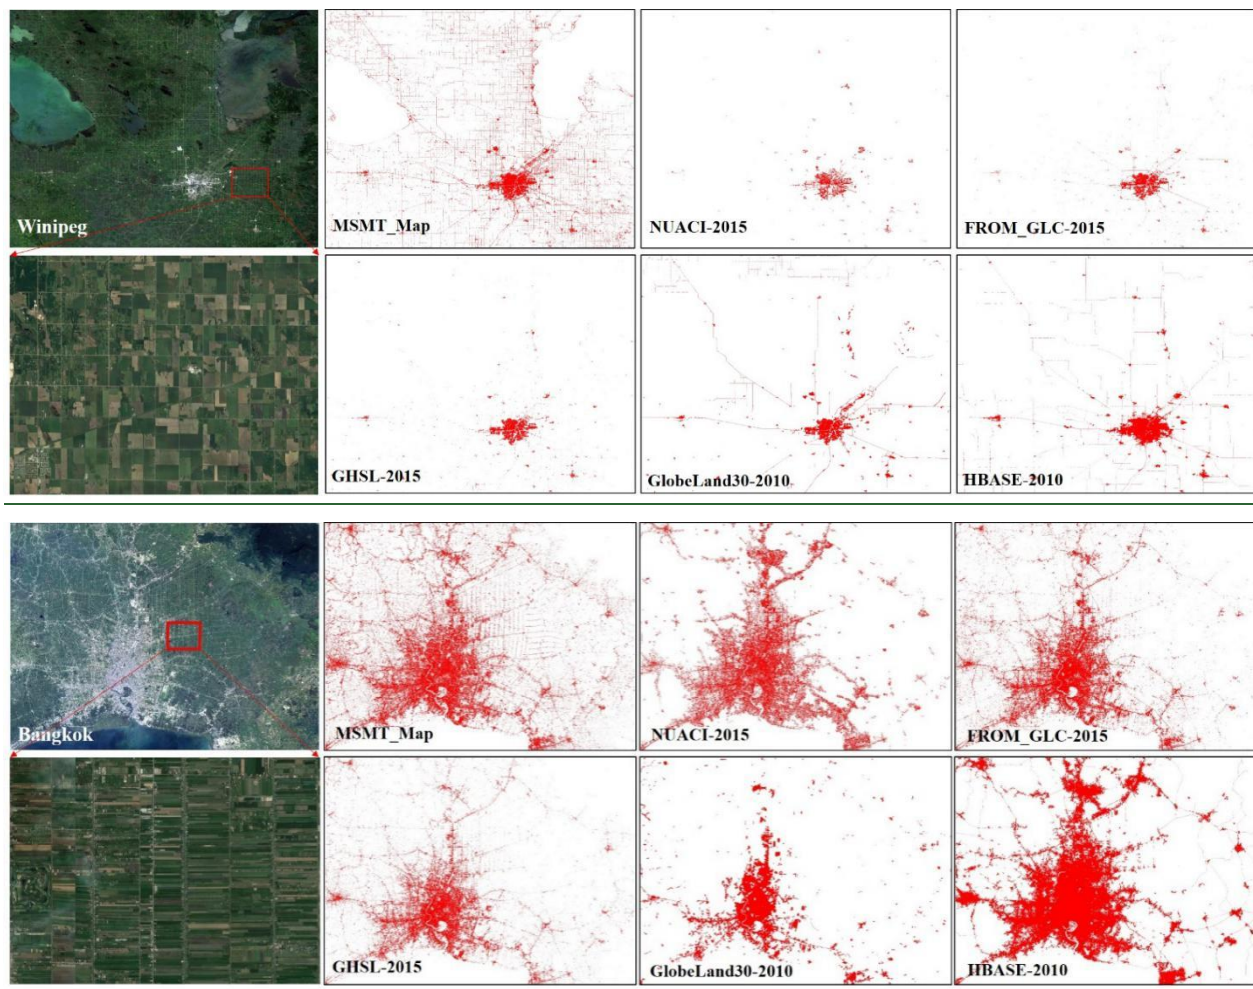 Winipeg
MSMT_Map
NUACI-2015
FROM_GLC-2015
GHSL-2015
GlobeLand30-2010
HBASE-2010
Bangkok
MSMT_Map
NUACI-2015
FROM_GLC-2015
GHSL-2015
GlobeLand30-2010
HBASE-2010